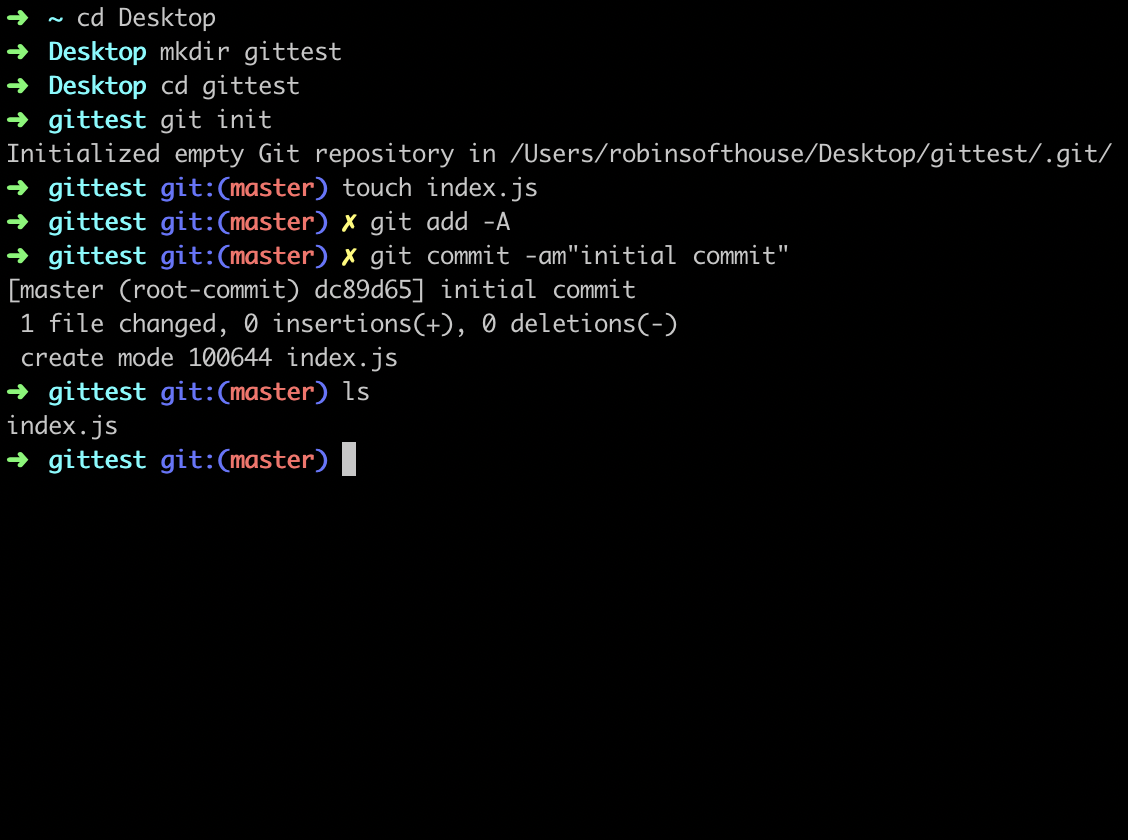 ➜ ~ cd Desktop
➜ Desktop mkdir gittest
➜ Desktop cd gittest
➜ gittest git init
Initialized empty Git repository in /Users/robinsofthouse/Desktop/gittest/.git/
➜ gittest git:(master) touch index.js
➜ gittest git:(master) ✗ git add -A
➜ gittest git:(master) ✗ git commit -am"initial commit"
[master (root-commit) dc89d65] initial commit
 1 file changed, 0 insertions(+), 0 deletions(-)
 create mode 100644 index.js
➜ gittest git:(master) ls
index.js
➜ gittest git:(master)